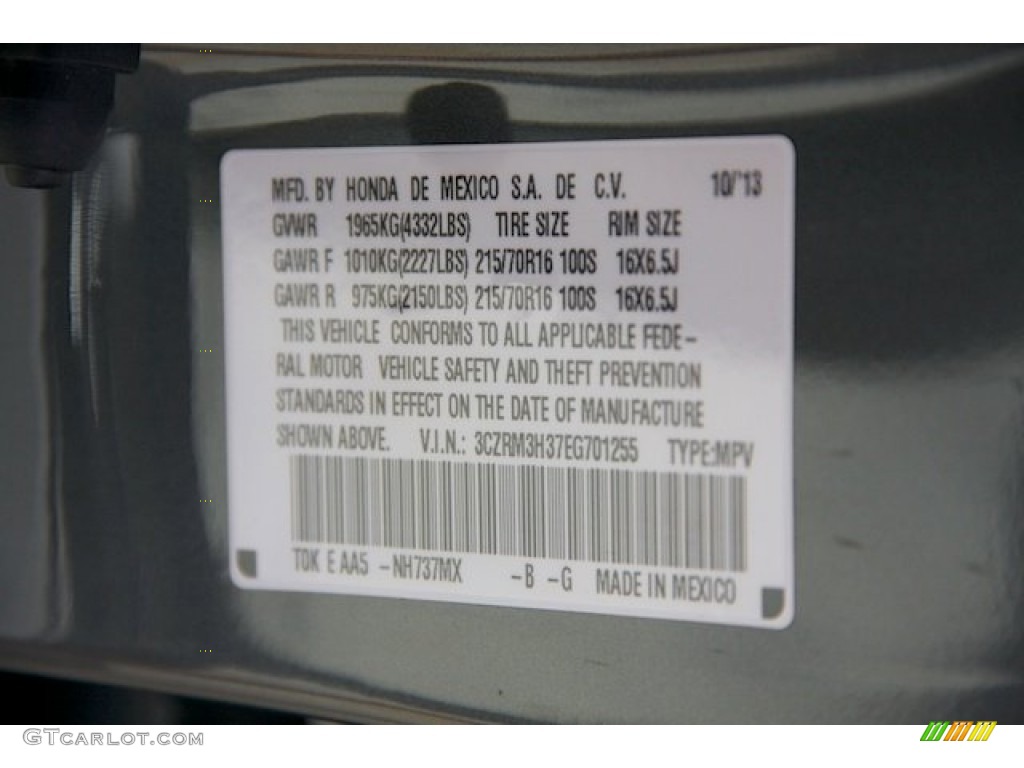 MFD. BY HONDA DE MEXICO S.A. DE C.V. 10/'13
GVWR 1965KG(4332LBS) TIRE SIZE RIM SIZE
GAWR F 1010KG(2227LBS) 215/70R16 100S 16X6.5J
GAWR R 975KG(2150LBS) 215/70R16 100S 16X6.5J
THIS VEHICLE CONFORMS TO ALL APPLICABLE FEDE-
RAL MOTOR VEHICLE SAFETY AND THEFT PREVENTION
STANDARDS IN EFFECT ON THE DATE OF MANUFACTURE
SHOWN ABOVE. V.I.N.: 3CZRM3H37EG701255 TYPE:MPV
TDK E AA5 -NH737MX -B -G MADE IN MEXICO
GTCARLOT.COM